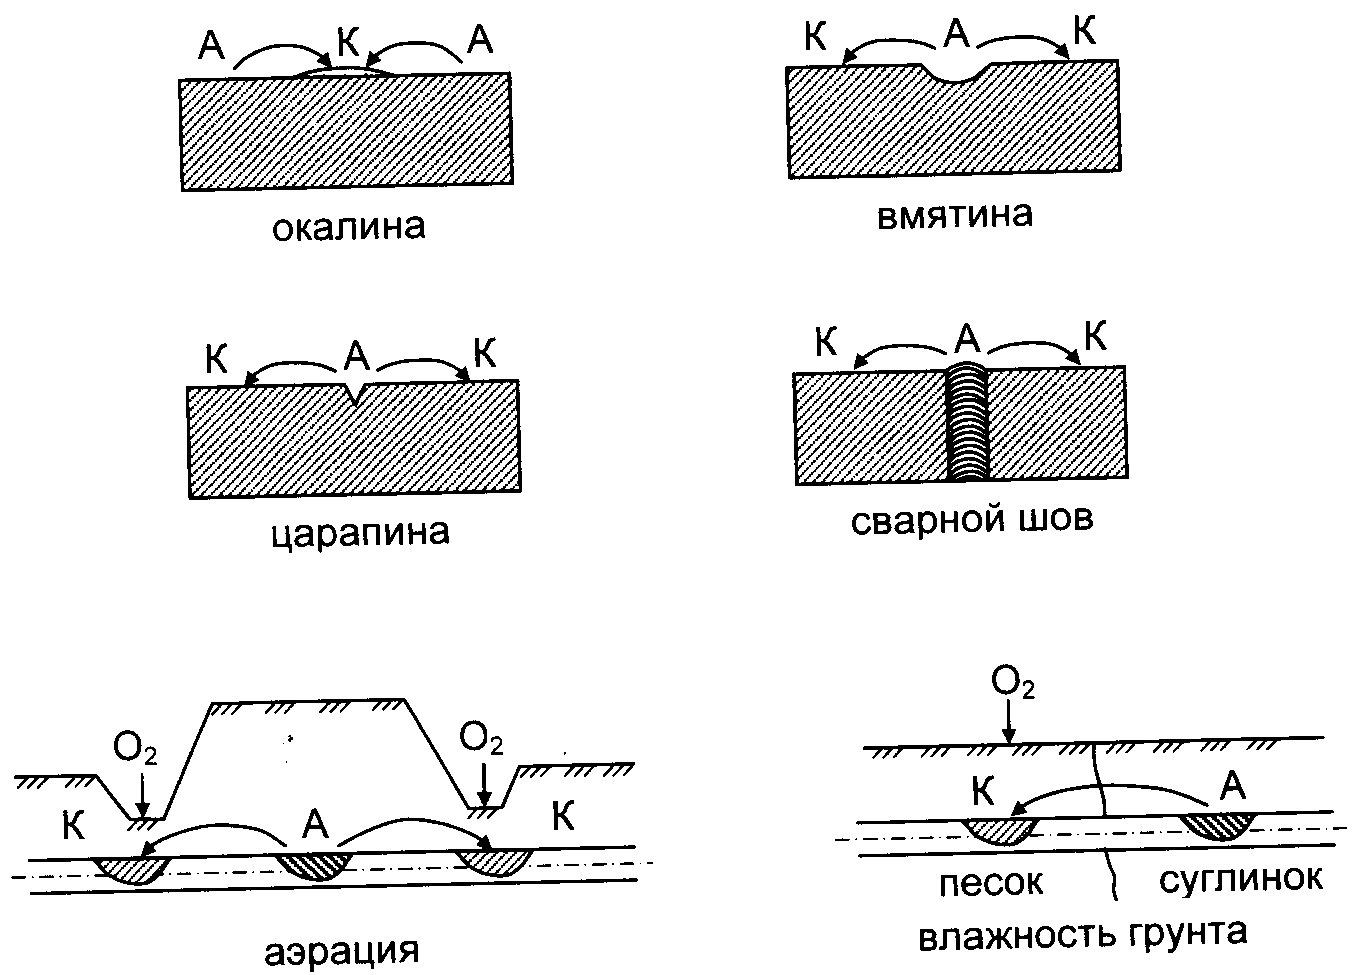 А К А
К А К
окалина
вмятина
К А К
К А К
царапина
сварной шов
O₂
O₂
O₂
К А К
К А
песок
суглинок
аэрация
влажность грунта